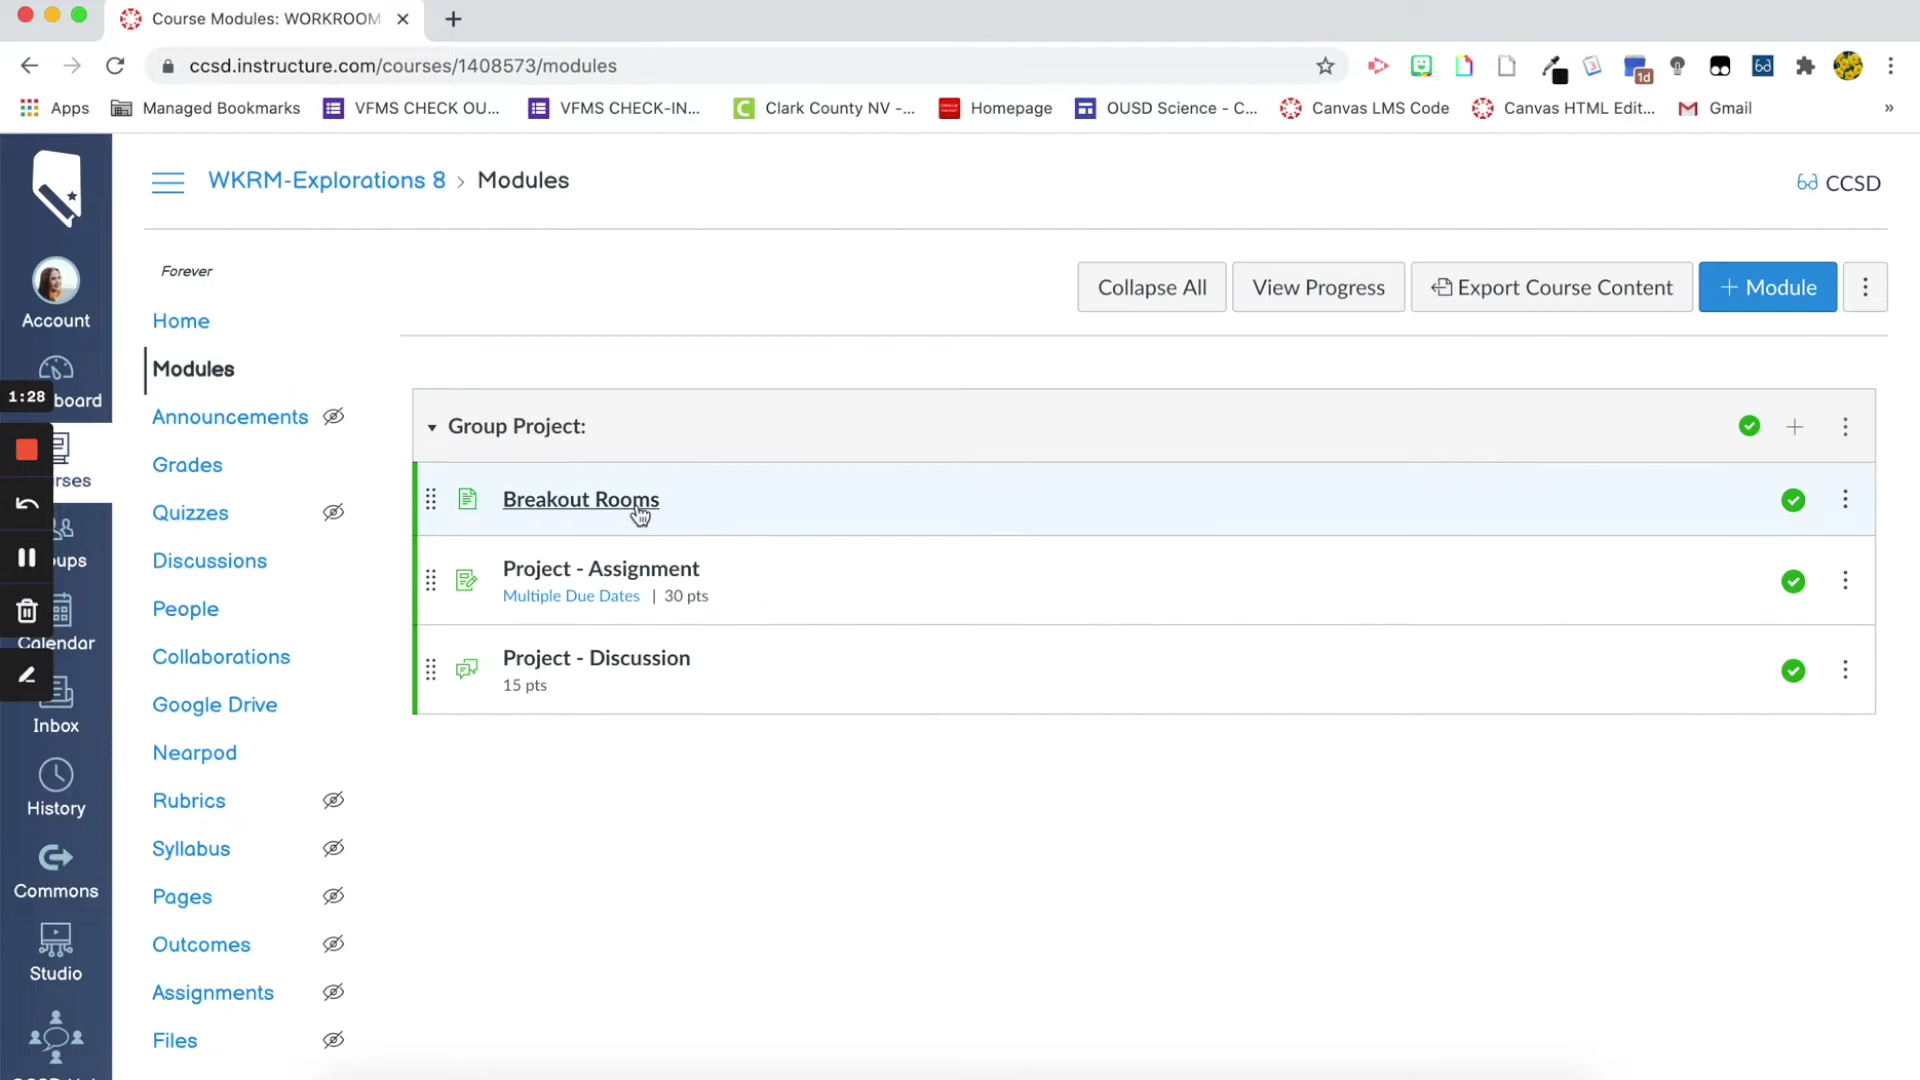 Course Modules: WORKROOM
ccsd.instructure.com/courses/1408573/modules
1d
Apps
Managed Bookmarks
VFMS CHECK OU...
VFMS CHECK-IN...
Clark County NV -...
Homepage
OUSD Science - C...
Canvas LMS Code
Canvas HTML Edit...
Gmail
»
WKRM-Explorations 8 › Modules
CCSD
Forever
Collapse All
View Progress
Export Course Content
+ Module
Account
board
1:28
rses
ups
Calendar
Inbox
History
Commons
Studio
Home
Modules
Announcements
Grades
Quizzes
Discussions
People
Collaborations
Google Drive
Nearpod
Rubrics
Syllabus
Pages
Outcomes
Assignments
Files
Group Project:
Breakout Rooms
Project - Assignment
Multiple Due Dates | 30 pts
Project - Discussion
15 pts